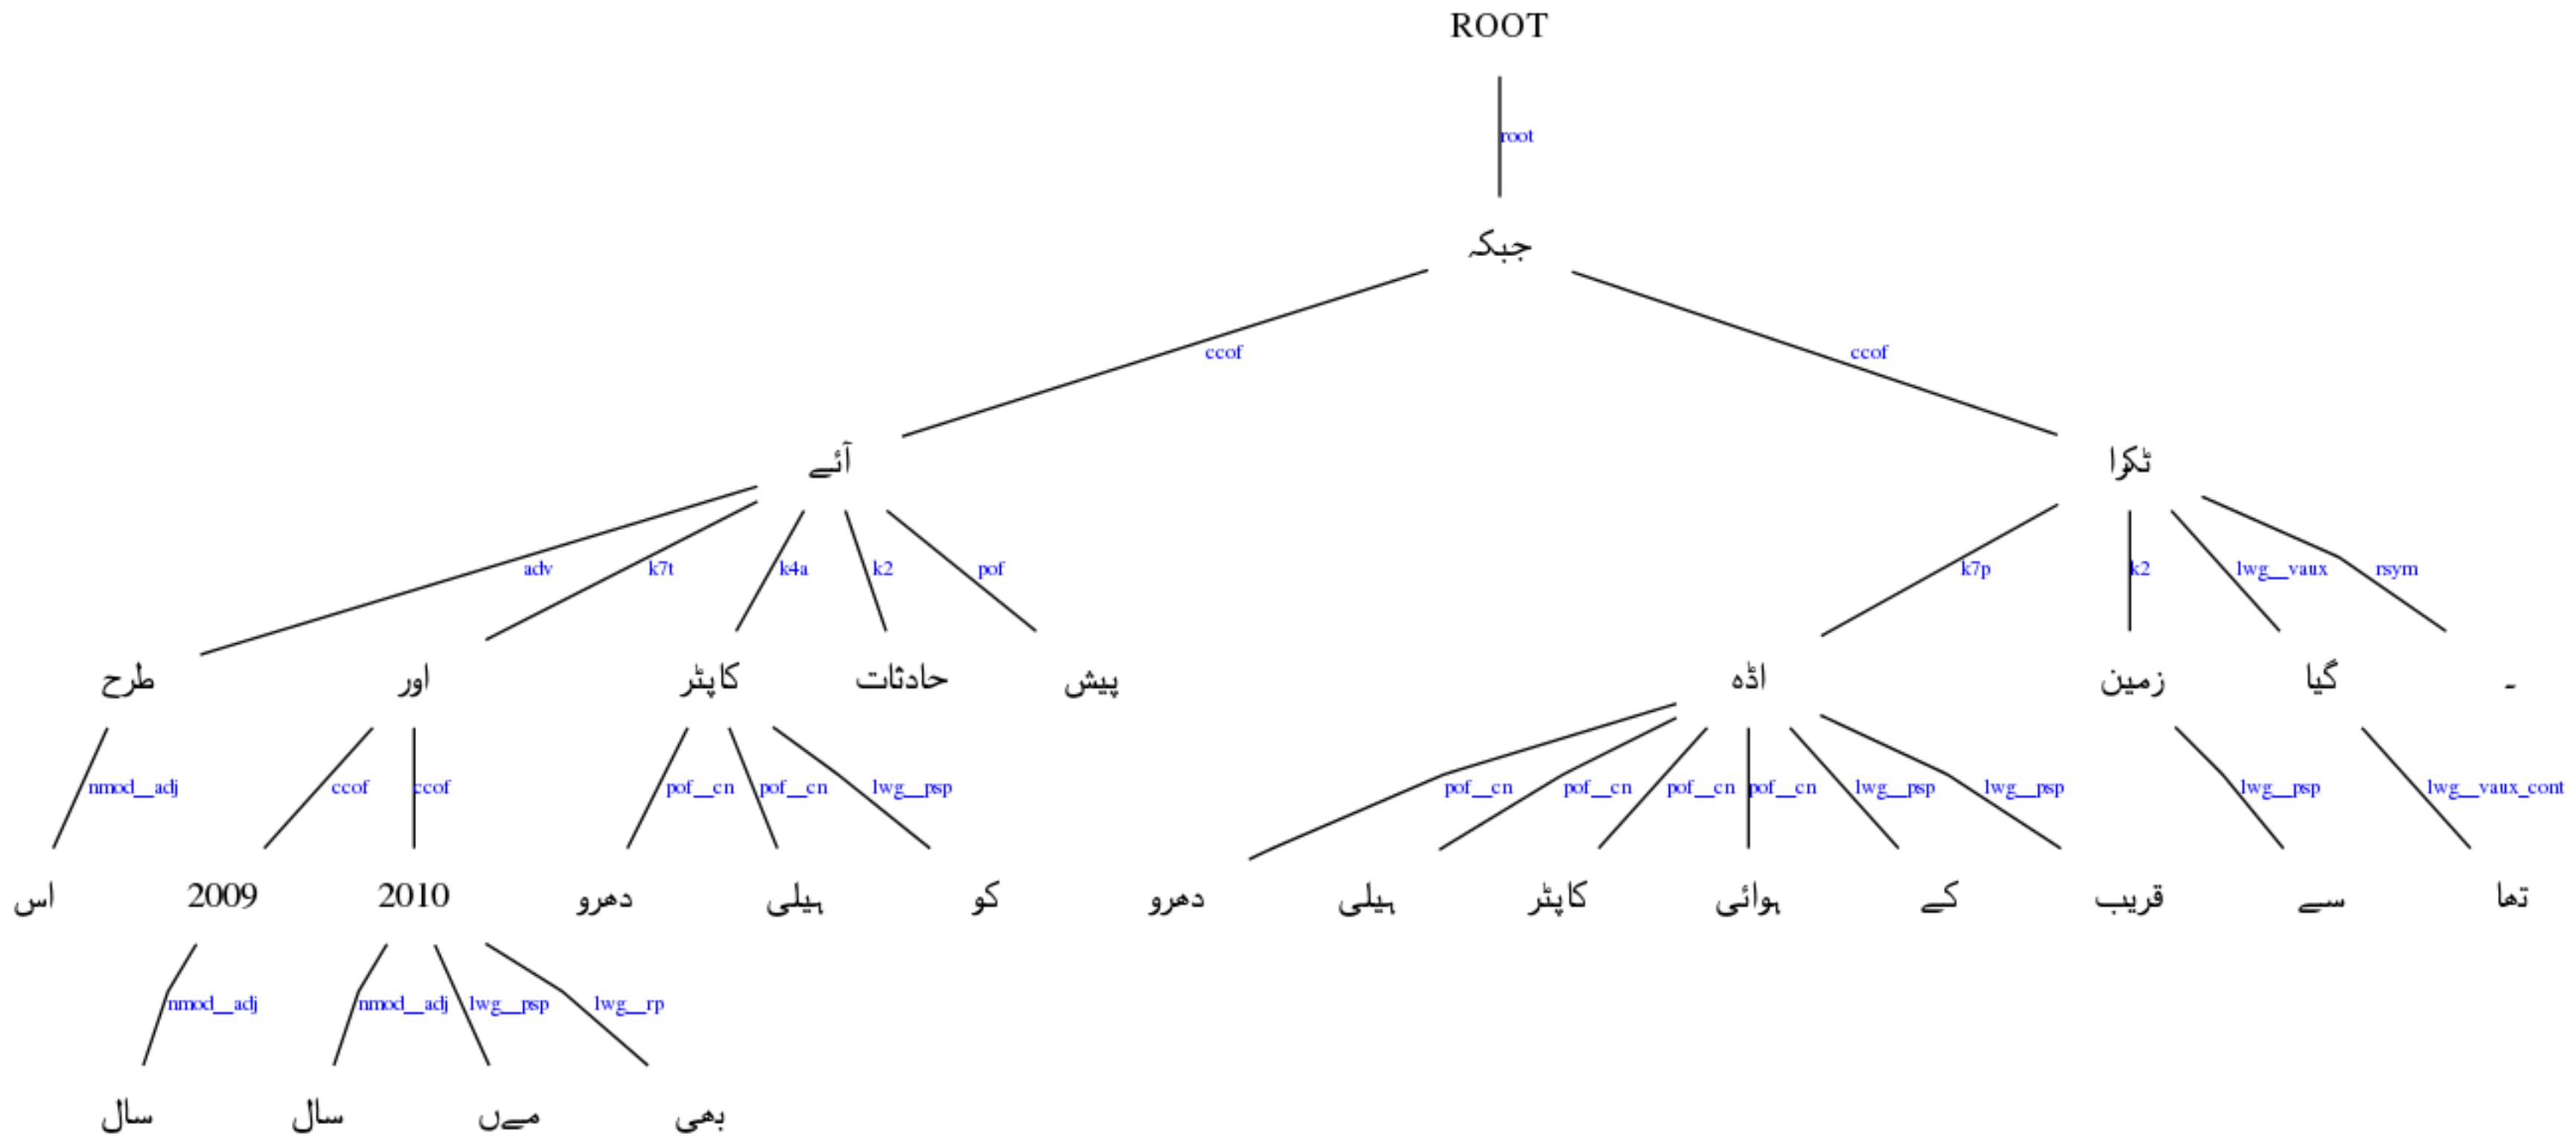 ROOT
root
جبکہ
ccof ccof
آئے ٹکرا
adv k7t k4a k2 pof k7p k2 lwg__vaux rsym
طرح اور کاپٹر حادثات پیش اڈہ زمین گیا ۔
nmod__adj ccof ccof pof__cn pof__cn lwg__psp pof__cn pof__cn pof__cn pof__cn lwg__psp lwg__psp lwg__psp lwg__vaux_cont
اس 2009 2010 دھرو ہیلی کو دھرو ہیلی کاپٹر ہوائی کے قریب سے تھا
nmod__adj nmod__adj lwg__psp lwg__rp
سال سال مےں بھی